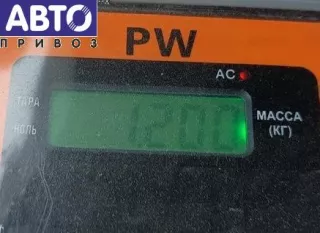 АВТО
ПРИВОЗ
PW
AC
ТАРА
НОЛЬ
1200
МАССА
(КГ)